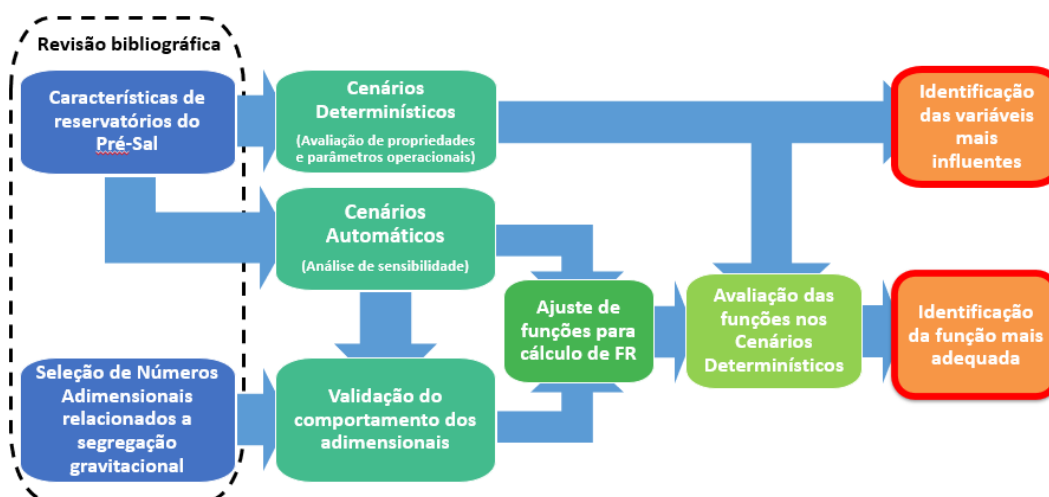 Revisão bibliográfica
Características de
reservatórios do
Pré-Sal
Cenários
Determinísticos
(Avaliação de propriedades
e parâmetros operacionais)
Identificação
das variáveis
mais
influentes
Cenários
Automáticos
(Análise de sensibilidade)
Ajuste de
funções para
cálculo de FR
Avaliação das
funções nos
Cenários
Determinísticos
Identificação
da função mais
adequada
Seleção de Números
Adimensionais
relacionados a
segregação
gravitacional
Validação do
comportamento dos
adimensionais